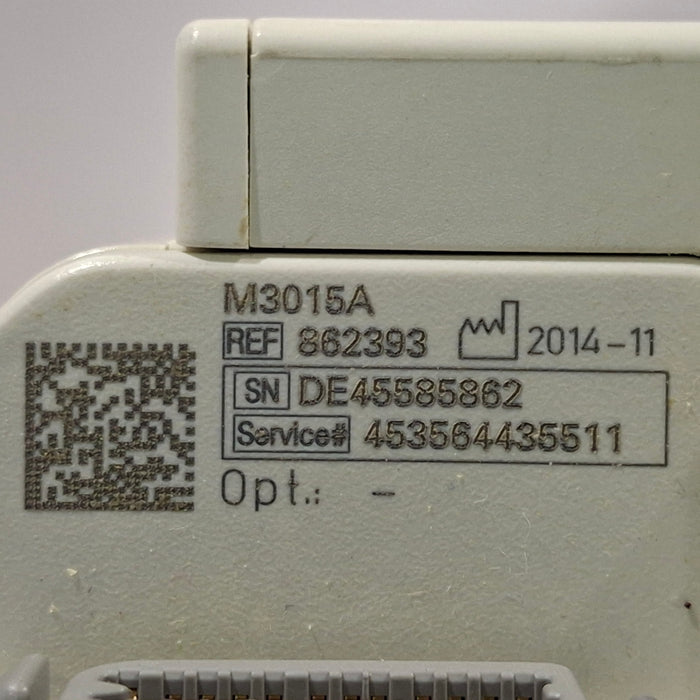 M3015A
REF 862393 2014-11
SN DE45585862
Service# 453564435511
Opt.: -